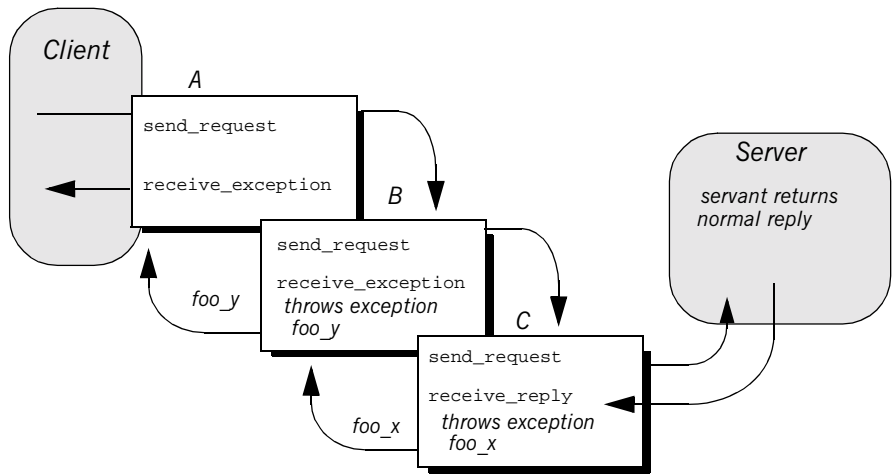 Client
A
send_request
receive_exception
B
send_request
receive_exception
throws exception
foo_y
foo_y
C
send_request
receive_reply
throws exception
foo_x
foo_x
Server
servant returns
normal reply